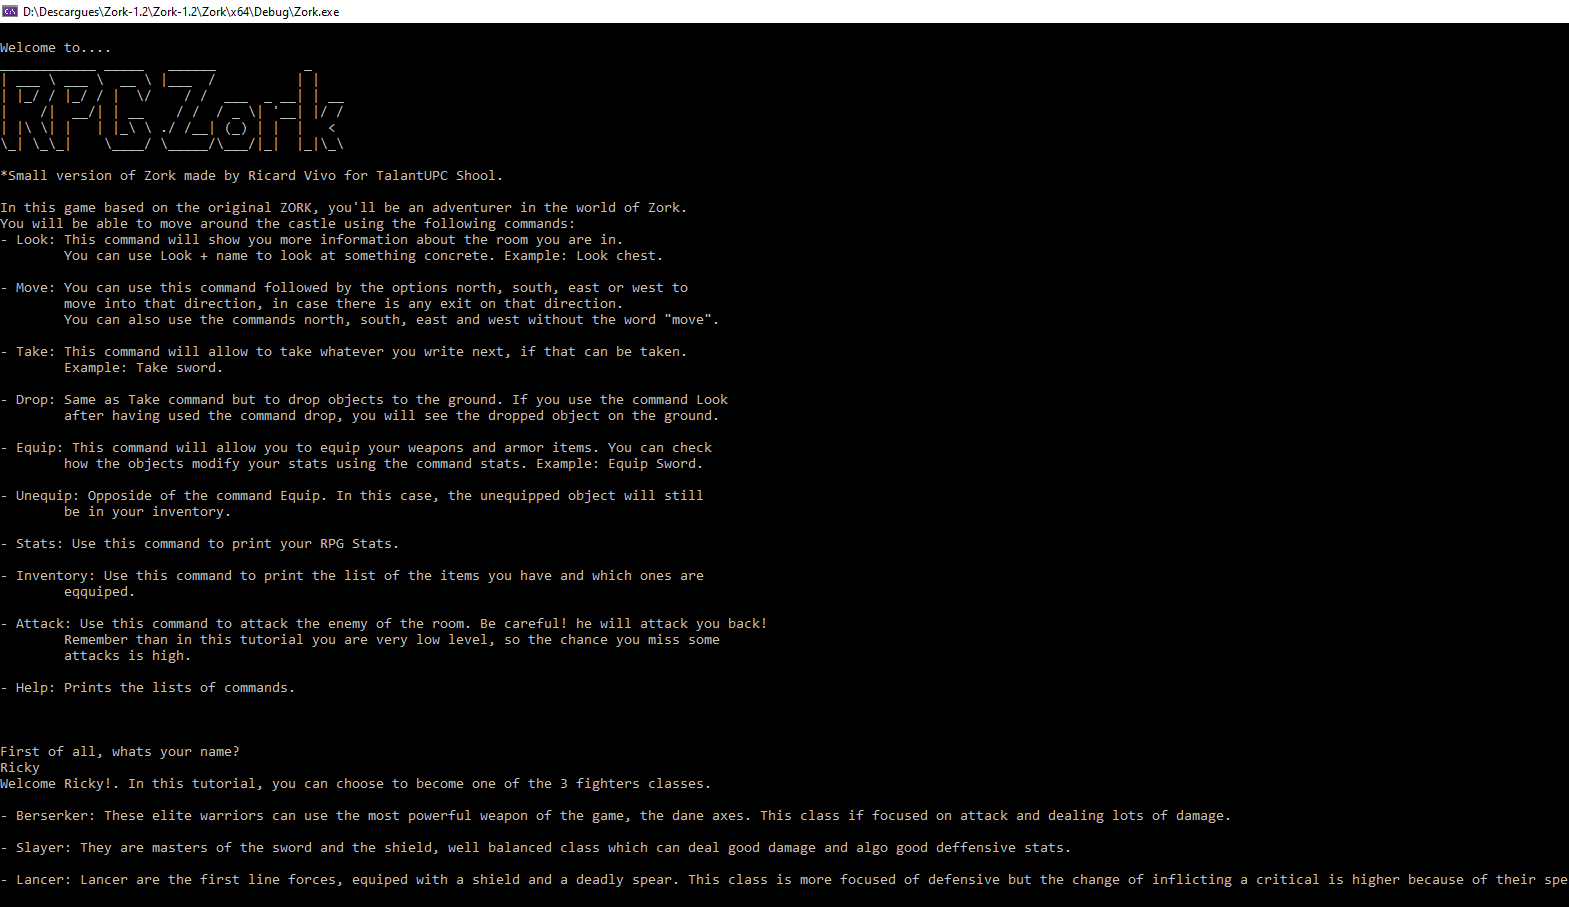 D:\Descargues\Zork-1.2\Zork-1.2\Zork\x64\Debug\Zork.exe
Welcome to....
RPG Zork
*Small version of Zork made by Ricard Vivo for TalantUPC Shool.
In this game based on the original ZORK, you'll be an adventurer in the world of Zork.
You will be able to move around the castle using the following commands:
- Look: This command will show you more information about the room you are in.
You can use Look + name to look at something concrete. Example: Look chest.
- Move: You can use this command followed by the options north, south, east or west to
move into that direction, in case there is any exit on that direction.
You can also use the commands north, south, east and west without the word "move".
- Take: This command will allow to take whatever you write next, if that can be taken.
Example: Take sword.
- Drop: Same as Take command but to drop objects to the ground. If you use the command Look
after having used the command drop, you will see the dropped object on the ground.
- Equip: This command will allow you to equip your weapons and armor items. You can check
how the objects modify your stats using the command stats. Example: Equip Sword.
- Unequip: Opposide of the command Equip. In this case, the unequipped object will still
be in your inventory.
- Stats: Use this command to print your RPG Stats.
- Inventory: Use this command to print the list of the items you have and which ones are
eqquiped.
- Attack: Use this command to attack the enemy of the room. Be careful! he will attack you back!
Remember than in this tutorial you are very low level, so the chance you miss some
attacks is high.
- Help: Prints the lists of commands.
First of all, whats your name?
Ricky
Welcome Ricky!. In this tutorial, you can choose to become one of the 3 fighters classes.
- Berserker: These elite warriors can use the most powerful weapon of the game, the dane axes. This class if focused on attack and dealing lots of damage.
- Slayer: They are masters of the sword and the shield, well balanced class which can deal good damage and algo good deffensive stats.
- Lancer: Lancer are the first line forces, equiped with a shield and a deadly spear. This class is more focused of defensive but the change of inflicting a critical is higher because of their spe